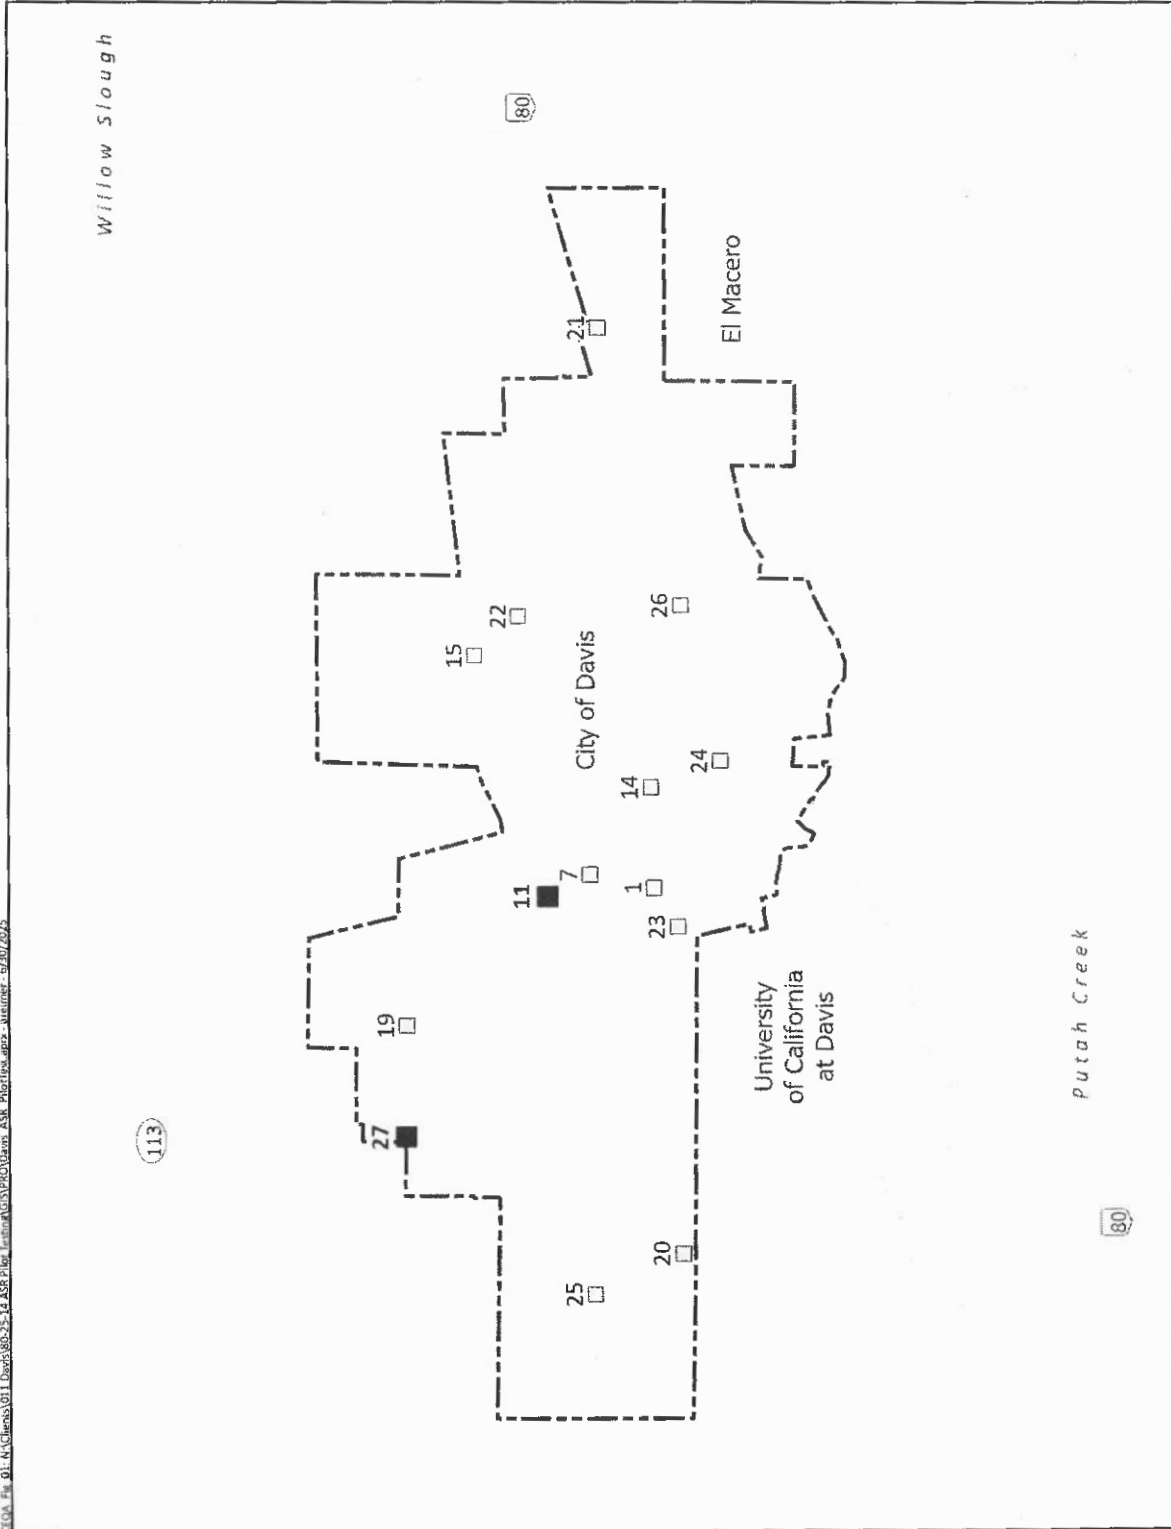 Willow Slough
80
21
El Macero
22
15
26
City of Davis
14
24
7
11
1
23
19
University
of California
at Davis
Putah Creek
113
27
20
25
80